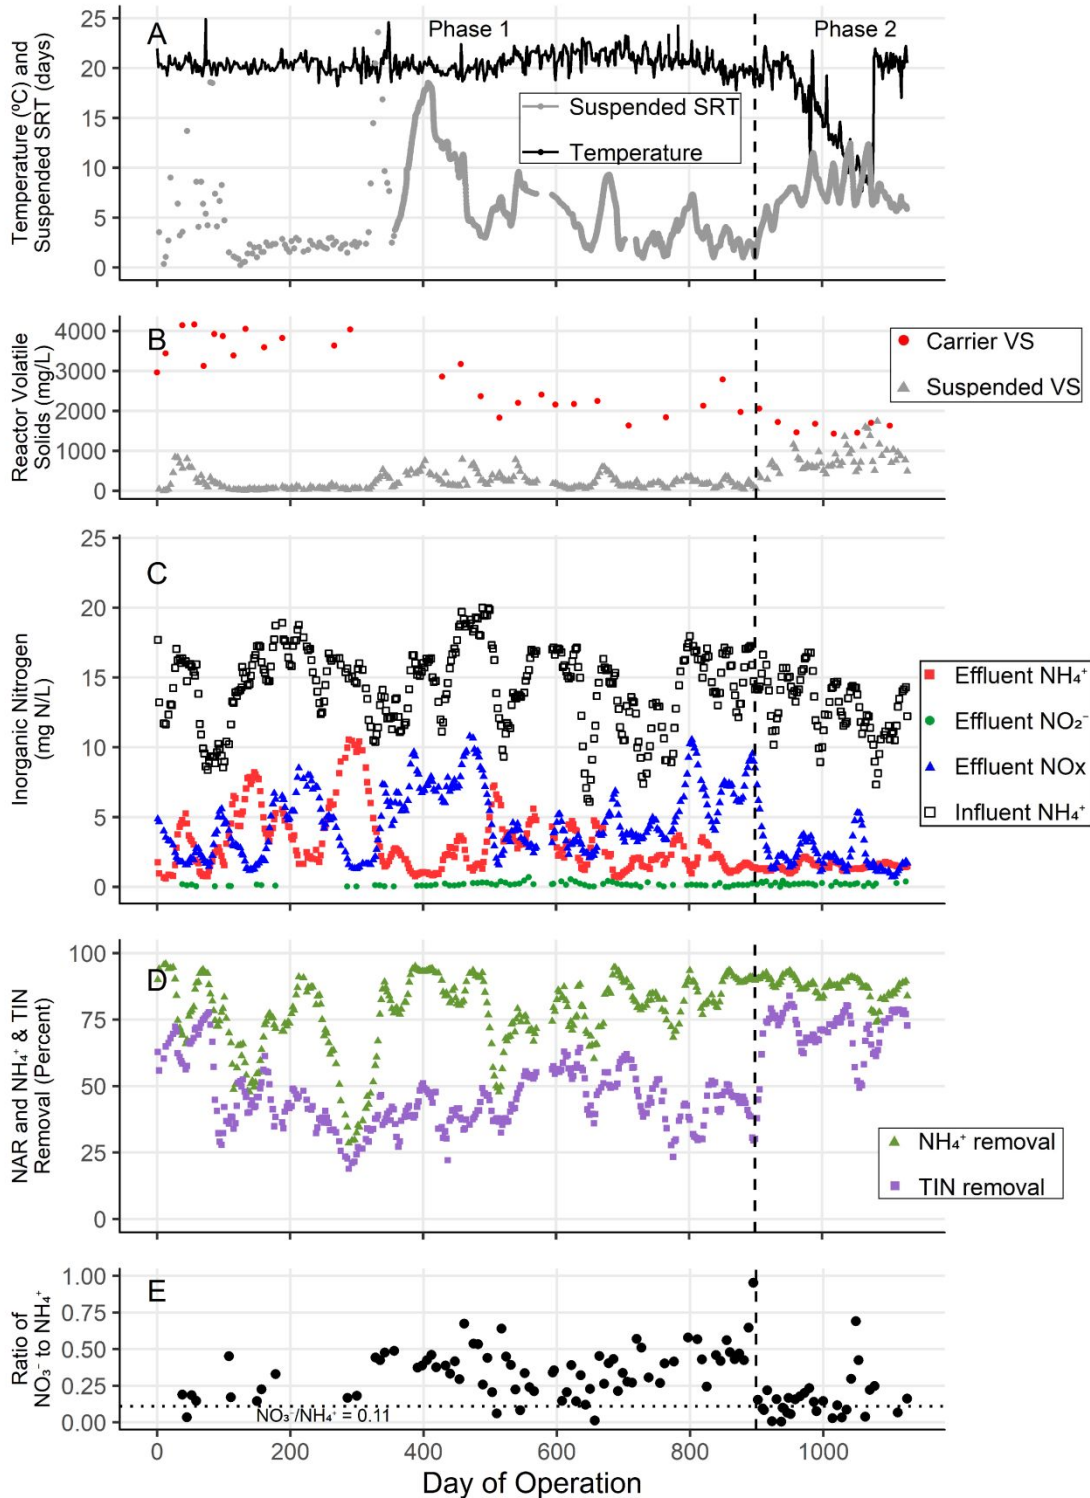 A
Phase 1
Phase 2
Temperature (ºC) and
Suspended SRT (days)
25
20
15
10
5
0
Suspended SRT
Temperature
B
Reactor Volatile
Solids (mg/L)
4000
3000
2000
1000
0
Carrier VS
Suspended VS
C
Inorganic Nitrogen
(mg N/L)
25
20
15
10
5
0
Effluent NH₄⁺
Effluent NO₂⁻
Effluent NOx
Influent NH₄⁺
D
NAR and NH₄⁺ & TIN
Removal (Percent)
100
75
50
25
0
NH₄⁺ removal
TIN removal
E
Ratio of
NO₃⁻ to NH₄⁺
1.00
0.75
0.50
0.25
0.00
NO₃⁻/NH₄⁺ = 0.11
0 200 400 600 800 1000
Day of Operation